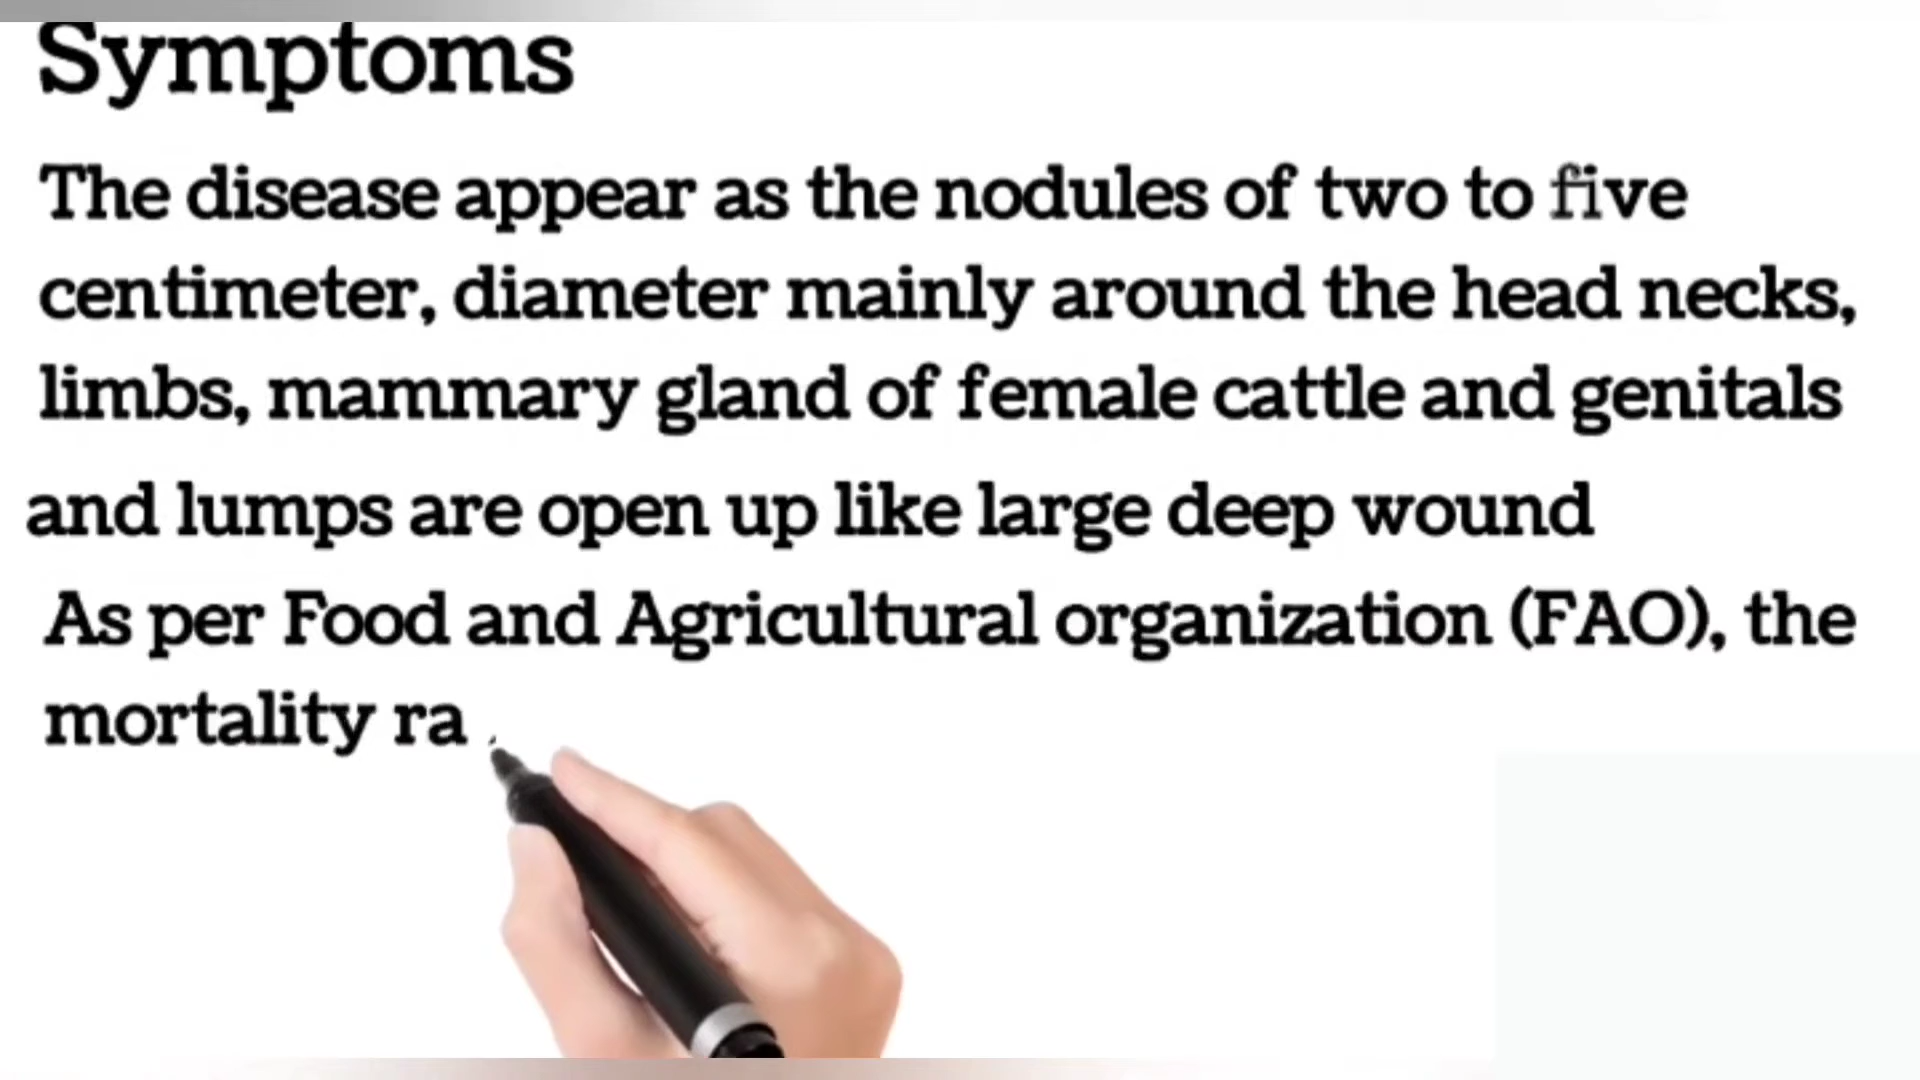 Symptoms
The disease appear as the nodules of two to five
centimeter, diameter mainly around the head necks,
limbs, mammary gland of female cattle and genitals
and lumps are open up like large deep wound
As per Food and Agricultural organization (FAO), the
mortality ra